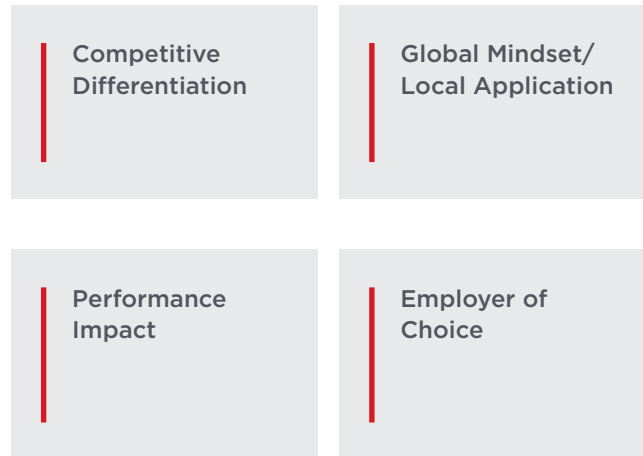 Competitive
Differentiation
Global Mindset/
Local Application
Performance
Impact
Employer of
Choice